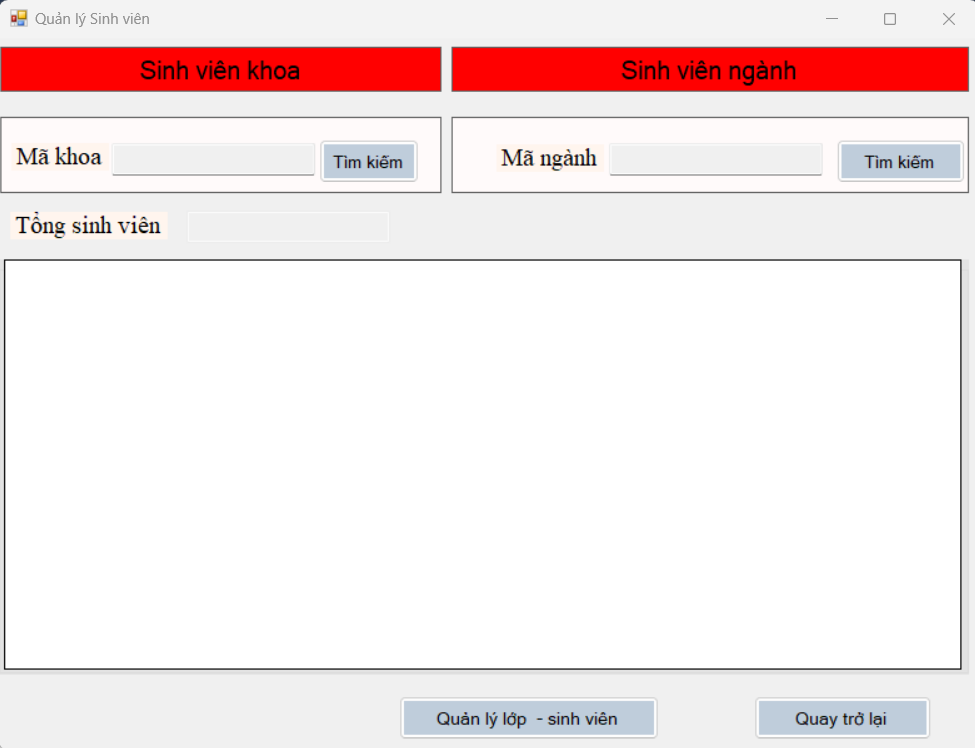 Quản lý Sinh viên
Sinh viên khoa
Sinh viên ngành
Mã khoa
Tìm kiếm
Mã ngành
Tìm kiếm
Tổng sinh viên
Quản lý lớp - sinh viên
Quay trở lại